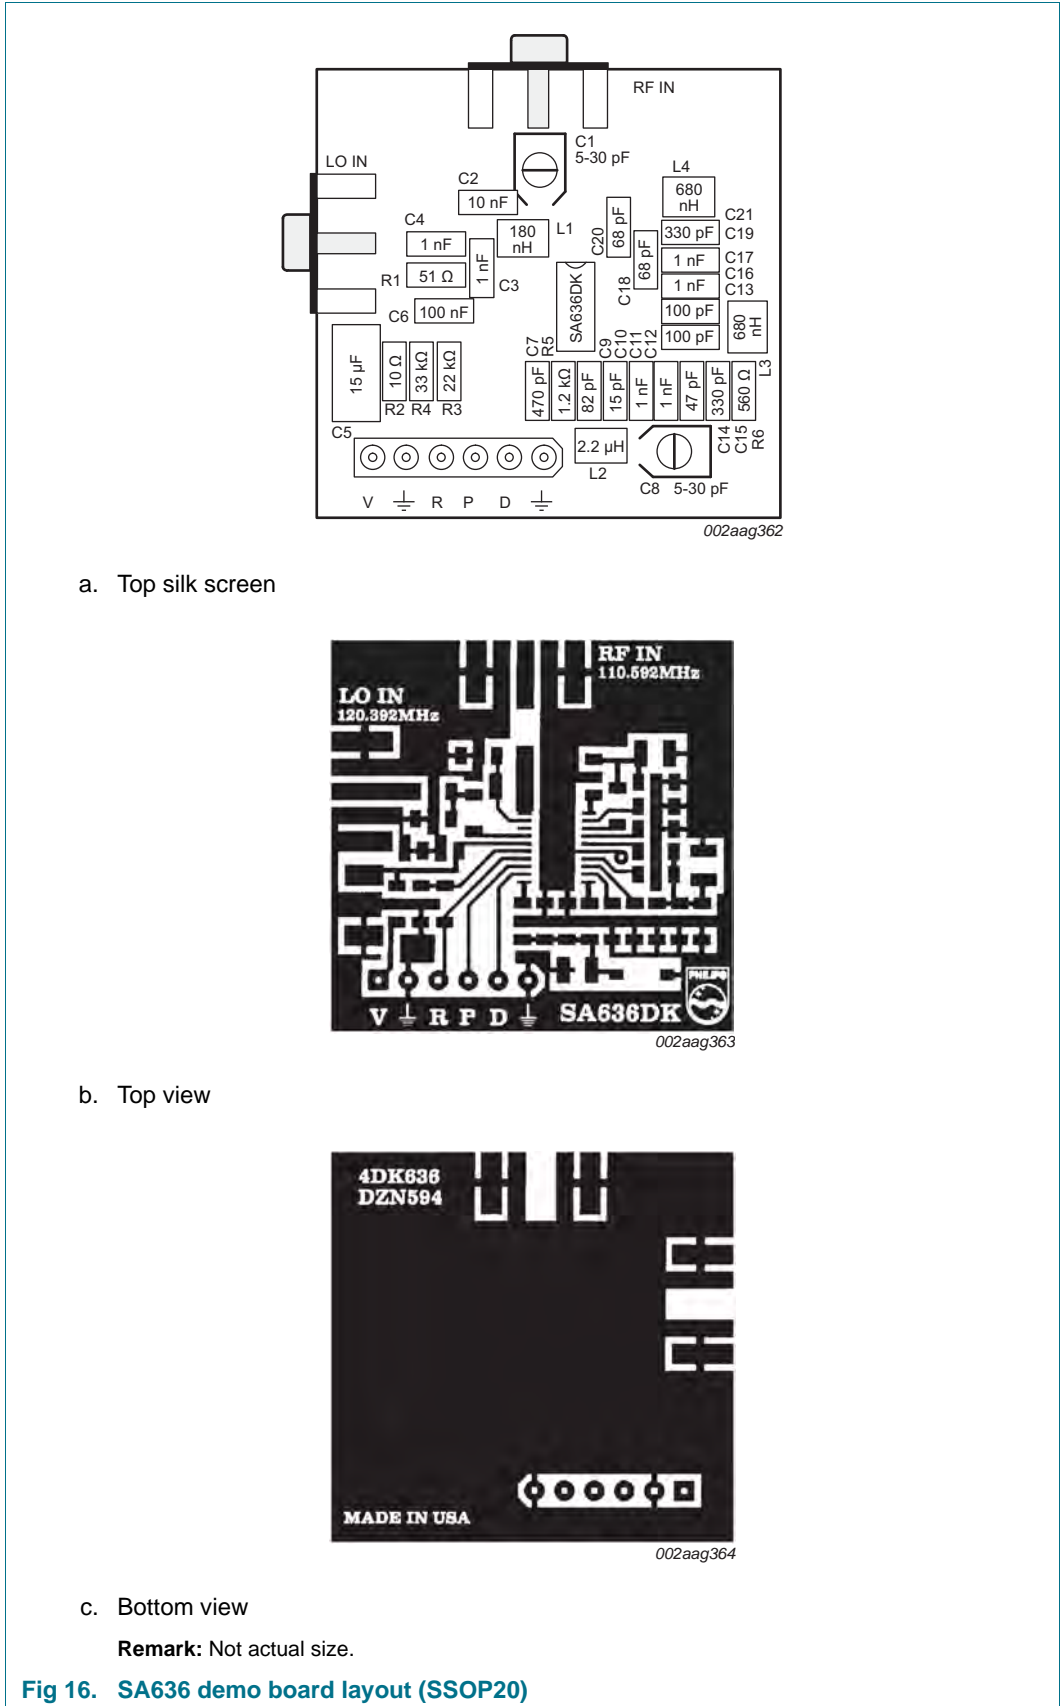 RF IN
C1
5-30 pF
LO IN
C2
10 nF
L4
680
nH
C4
1 nF
180
nH
L1
C20
68 pF
C18
68 pF
330 pF
C21
C19
1 nF
C17
C16
1 nF
C13
100 pF
100 pF
680
nH
L3
R1
51 Ω
1 nF
C3
C6
100 nF
SA636DK
15 µF
C5
10 Ω
33 kΩ
22 kΩ
R2
R4
R3
C7
R5
C9
C10
C11
C12
470 pF
1.2 kΩ
82 pF
15 pF
1 nF
1 nF
47 pF
330 pF
560 Ω
C14
C15
R6
2.2 µH
L2
C8
5-30 pF
V
R
P
D
002aag362
a. Top silk screen
RF IN
110.592MHz
LO IN
120.392MHz
PHILIPS
V R P D
SA636DK
002aag363
b. Top view
4DK636
DZN594
MADE IN USA
002aag364
c. Bottom view
Remark: Not actual size.
Fig 16. SA636 demo board layout (SSOP20)